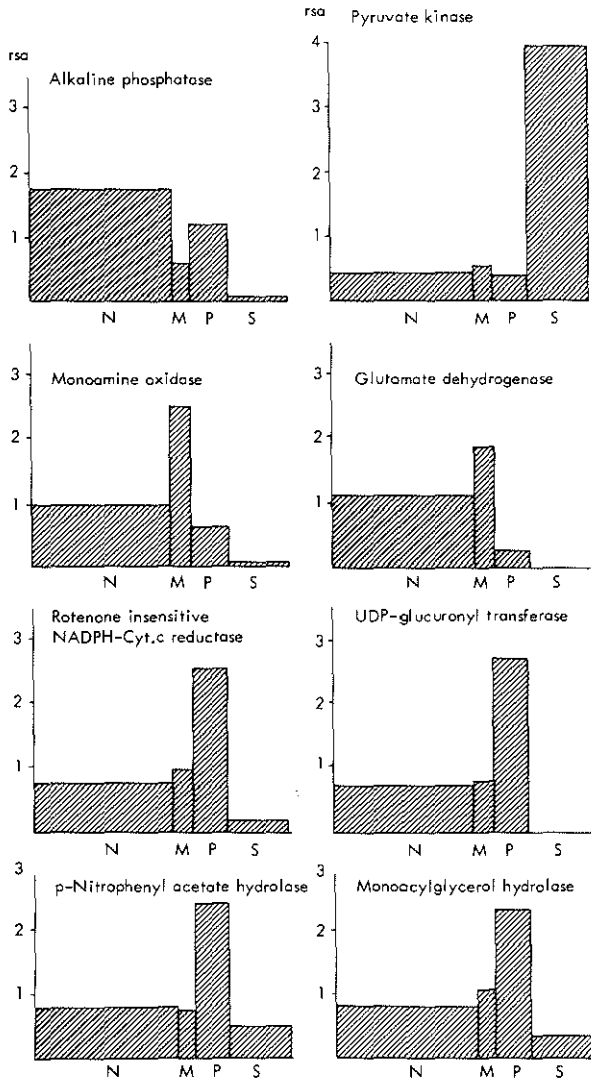 rsa
Alkaline phosphatase
3
2
1
N M P S
rsa
Pyruvate kinase
4
3
2
1
N M P S
Monoamine oxidase
3
2
1
N M P S
Glutamate dehydrogenase
3
2
1
N M P S
Rotenone insensitive
NADPH-Cyt.c reductase
3
2
1
N M P S
UDP-glucuronyl transferase
3
2
1
N M P S
p-Nitrophenyl acetate hydrolase
3
2
1
N M P S
Monoacylglycerol hydrolase
3
2
1
N M P S